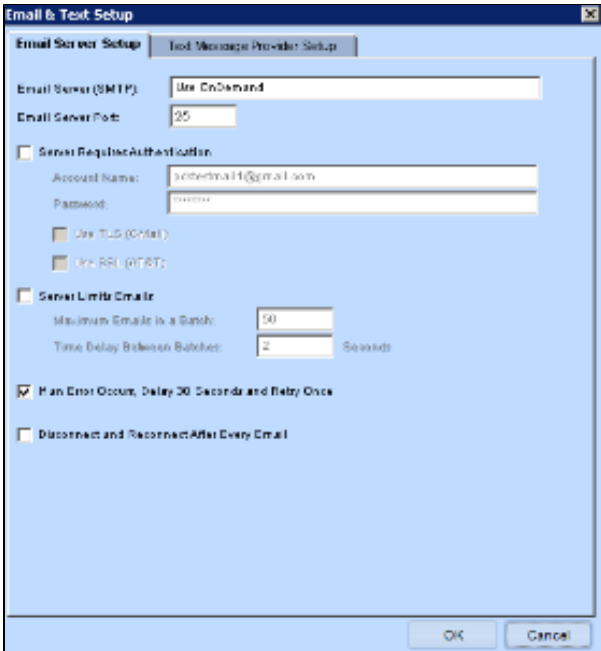 Email & Text Setup
Email Server Setup
Text Message Provider Setup
Email Server (SMTP):
Use OnDemand
Email Server Port:
25
Server Requires Authentication
Account Name:
@gmail.com
Password:
********
Use TLS (GMail)
Use SSL (AT&T)
Server Limits Emails
Maximum Emails in a Batch:
50
Time Delay Between Batches:
2
Seconds
If an Error Occurs, Delay 30 Seconds and Retry Once
Disconnect and Reconnect After Every Email
OK
Cancel